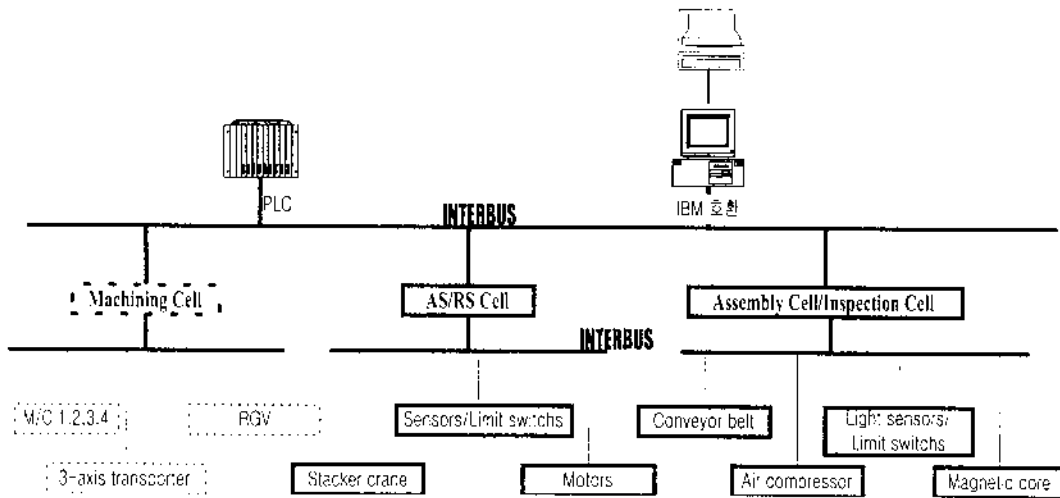 PLC
IBM 호환
INTERBUS
Machining Cell
AS/RS Cell
Assembly Cell/Inspection Cell
INTERBUS
M/C 1.2.3.4
RGV
Sensors/Limit switchs
Conveyor belt
Light sensors/
Limit switchs
3-axis transporter
Stacker crane
Motors
Air compressor
Magnetic core